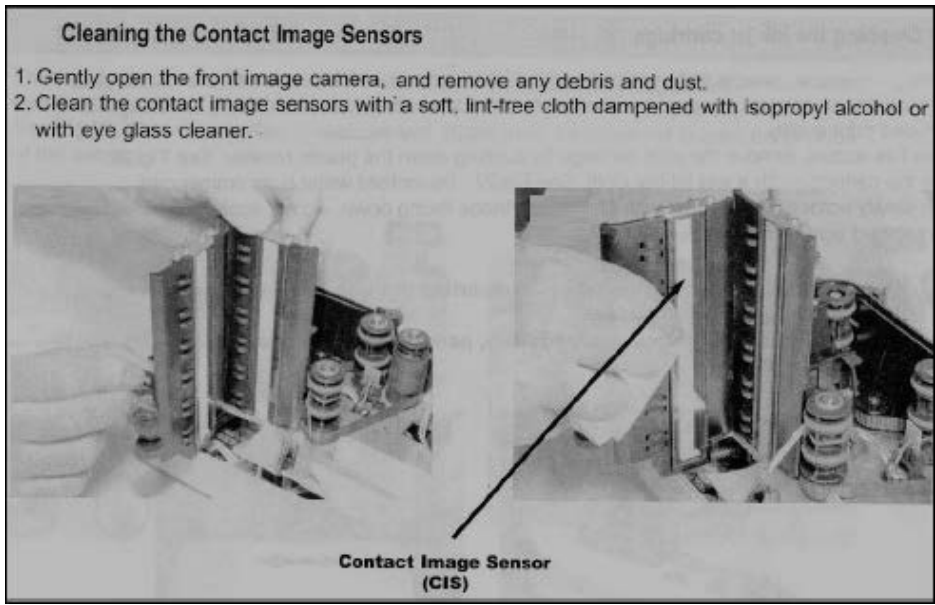 Cleaning the Contact Image Sensors
1. Gently open the front image camera, and remove any debris and dust.
2. Clean the contact image sensors with a soft, lint-free cloth dampened with isopropyl alcohol or
with eye glass cleaner.
Contact Image Sensor
(CIS)